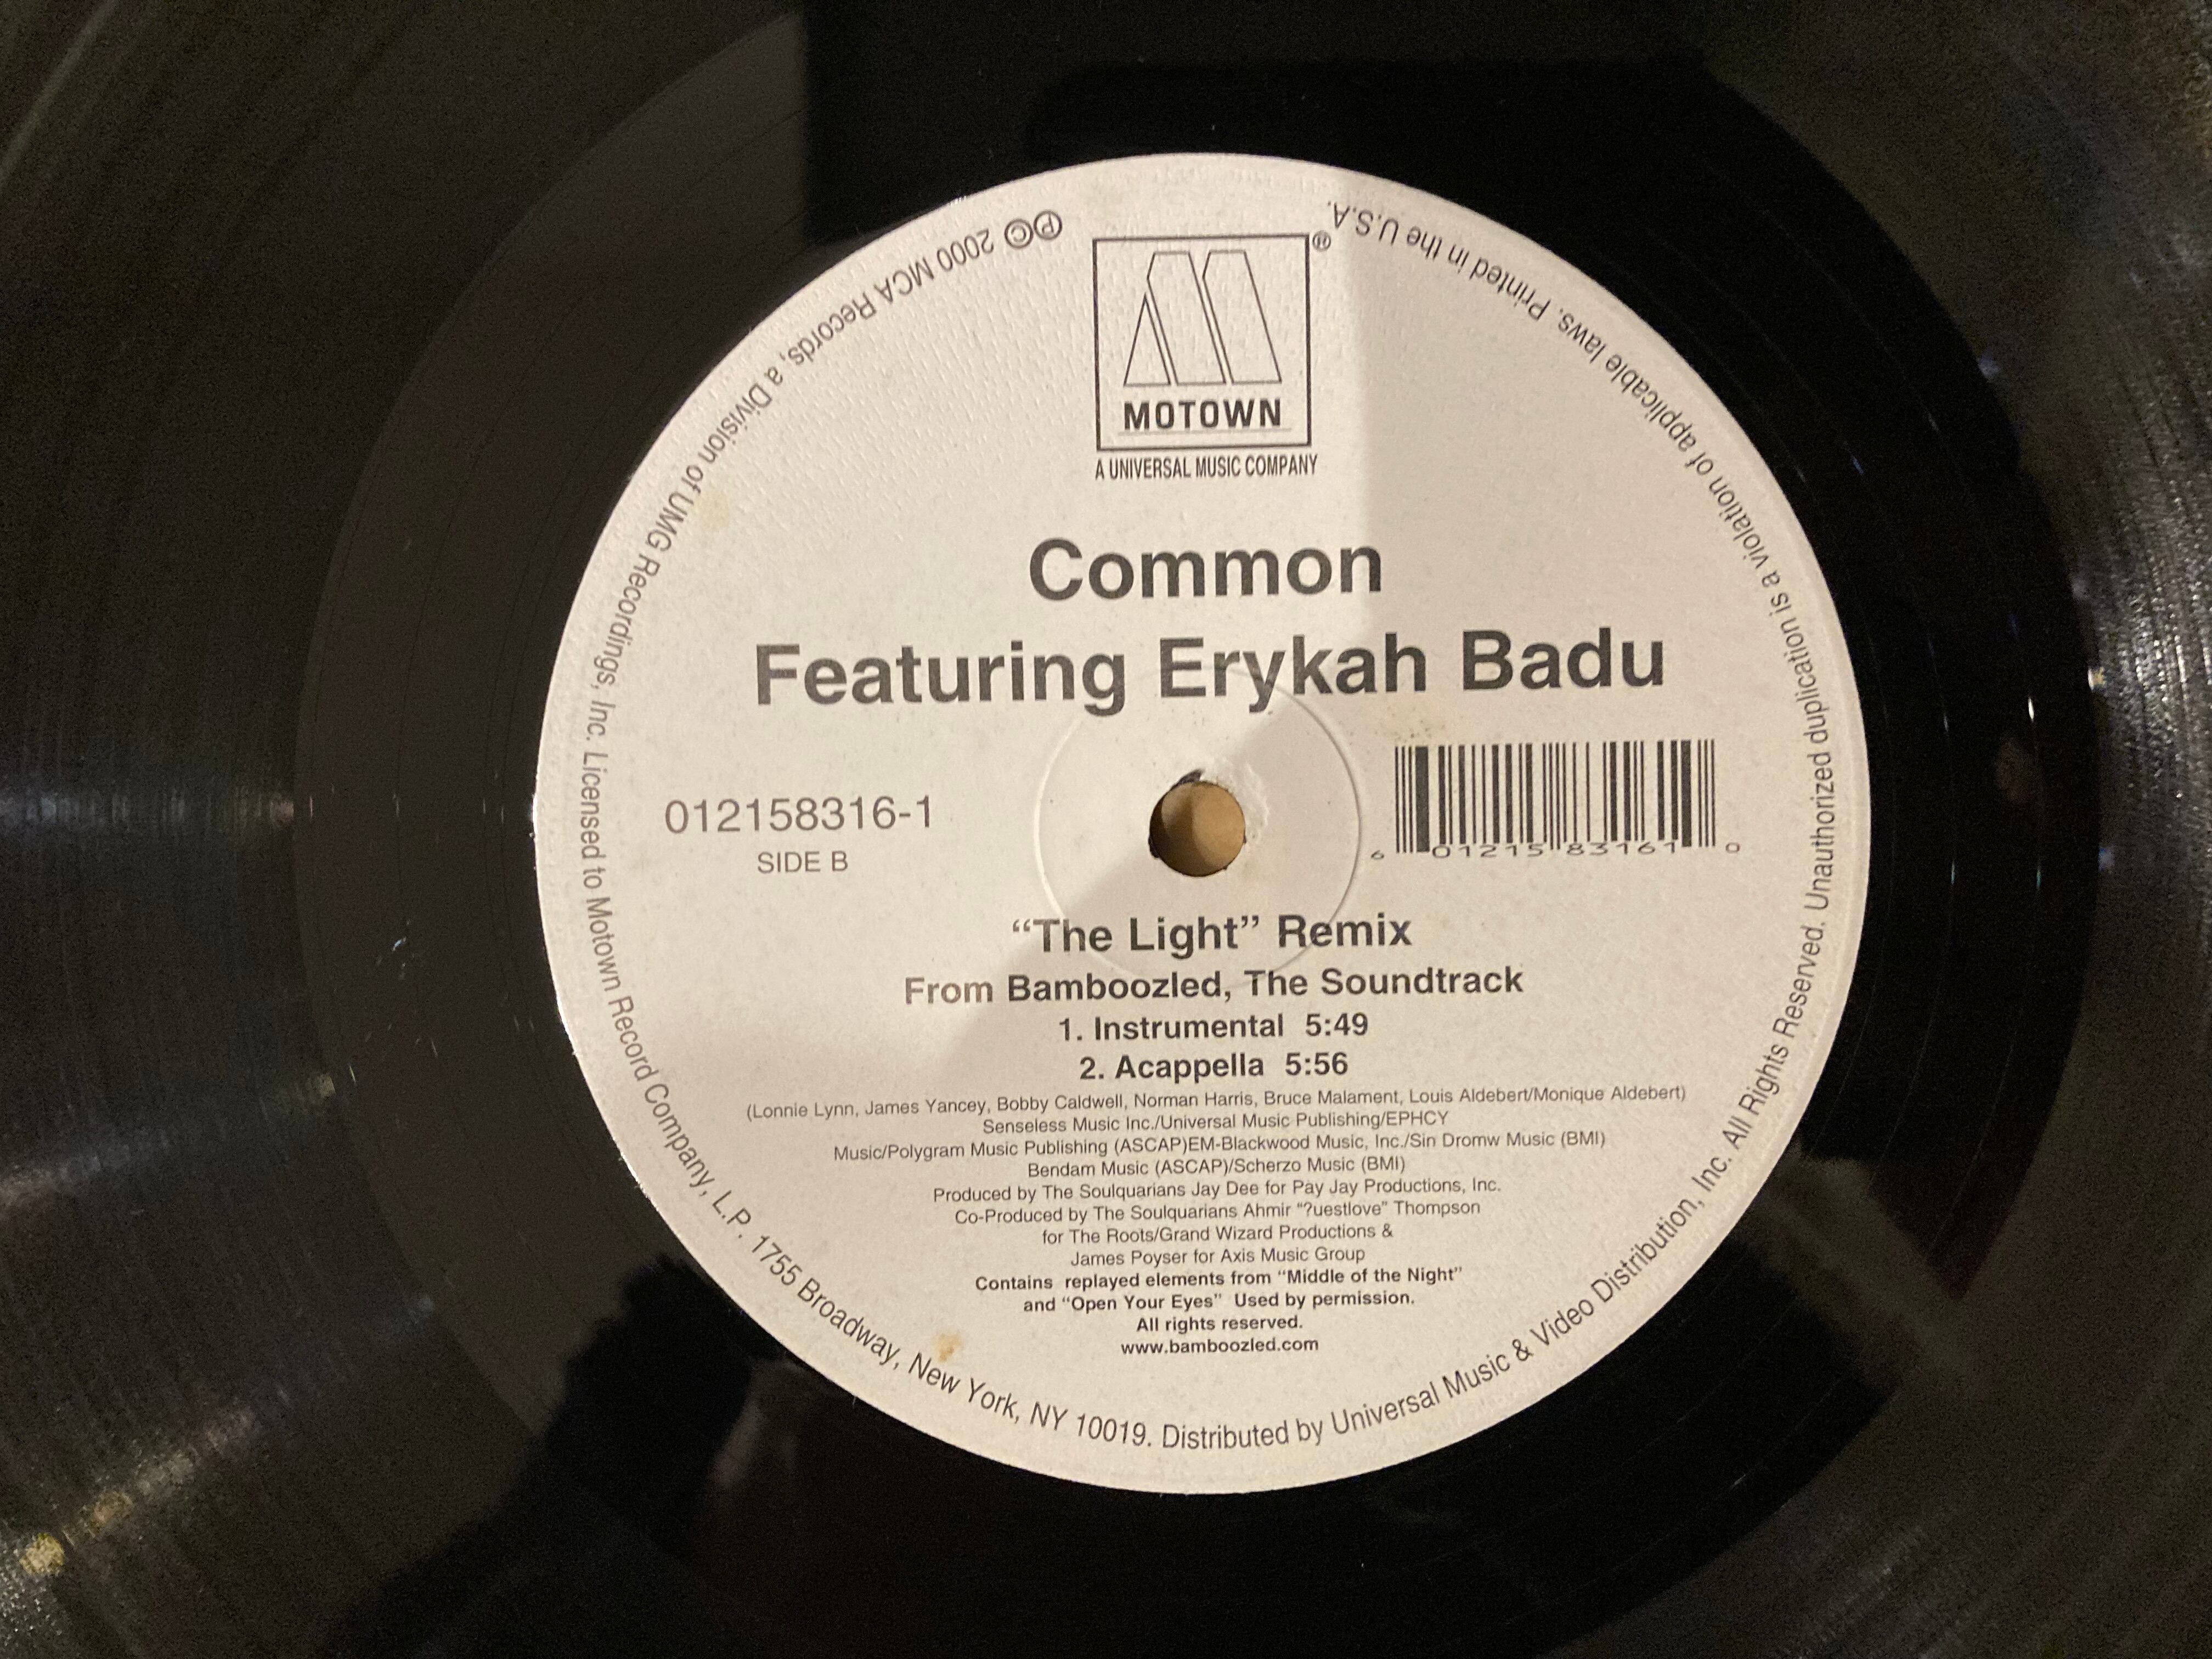 MOTOWN
®
A UNIVERSAL MUSIC COMPANY
Common
Featuring Erykah Badu
012158316-1
SIDE B
6 01215 83161 0
“The Light” Remix
From Bamboozled, The Soundtrack
1. Instrumental 5:49
2. Acappella 5:56
(Lonnie Lynn, James Yancey, Bobby Caldwell, Norman Harris, Bruce Malament, Louis Aldebert/Monique Aldebert)
Senseless Music Inc./Universal Music Publishing/EPHCY
Music/Polygram Music Publishing (ASCAP)EM-Blackwood Music, Inc./Sin Dromw Music (BMI)
Bendam Music (ASCAP)/Scherzo Music (BMI)
Produced by The Soulquarians Jay Dee for Pay Jay Productions, Inc.
Co-Produced by The Soulquarians Ahmir “?uestlove” Thompson
for The Roots/Grand Wizard Productions &
James Poyser for Axis Music Group
Contains replayed elements from “Middle of the Night”
and “Open Your Eyes” Used by permission.
All rights reserved.
www.bamboozled.com
℗© 2000 MCA Records, a Division of UMG Recordings, Inc. Licensed to Motown Record Company, L.P. 1755 Broadway, New York, NY 10019. Distributed by Universal Music & Video Distribution, Inc. All Rights Reserved. Unauthorized duplication is a violation of applicable laws. Printed in the U.S.A.